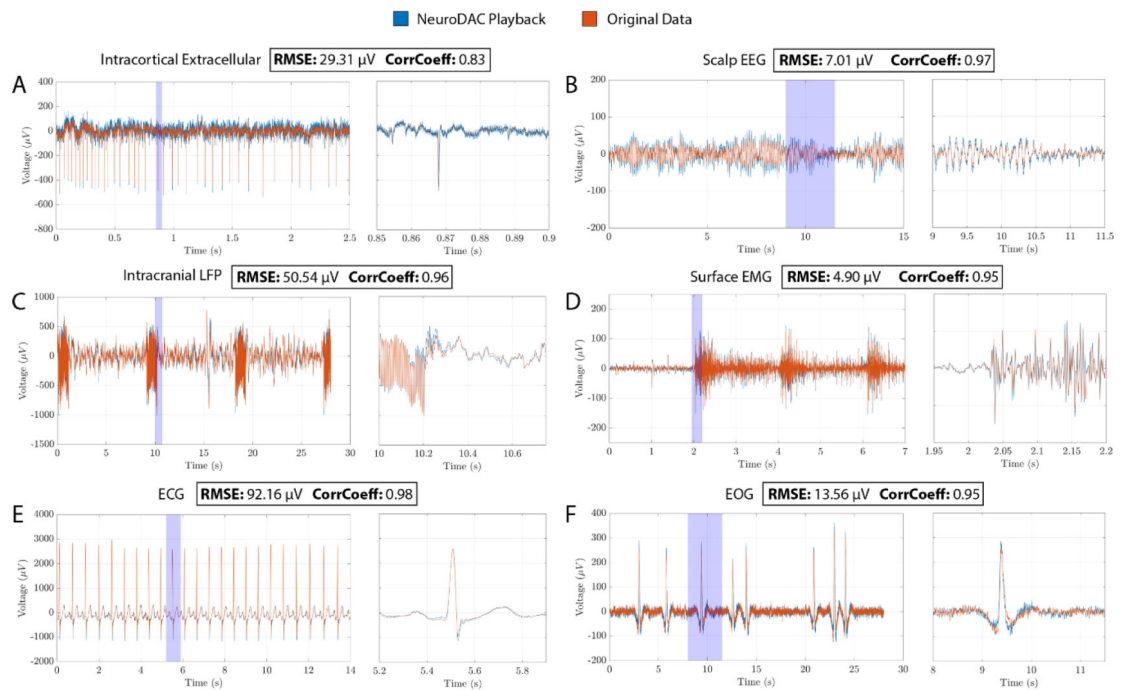 NeuroDAC Playback Original Data
Intracortical Extracellular RMSE: 29.31 µV CorrCoeff: 0.83
A
400
200
0
-200
-400
-600
-800
Voltage (µV)
0 0.5 1 1.5 2 2.5
Time (s)
0.85 0.86 0.87 0.88 0.89 0.9
Time (s)
Scalp EEG RMSE: 7.01 µV CorrCoeff: 0.97
B
200
100
0
-100
-200
Voltage (µV)
0 5 10 15
Time (s)
9 9.5 10 10.5 11 11.5
Time (s)
Intracranial LFP RMSE: 50.54 µV CorrCoeff: 0.96
C
1000
500
0
-500
-1000
-1500
Voltage (µV)
0 5 10 15 20 25 30
Time (s)
10 10.2 10.4 10.6
Time (s)
Surface EMG RMSE: 4.90 µV CorrCoeff: 0.95
D
200
100
0
-100
-200
Voltage (µV)
0 1 2 3 4 5 6 7
Time (s)
1.95 2 2.05 2.1 2.15 2.2
Time (s)
ECG RMSE: 92.16 µV CorrCoeff: 0.98
E
4000
3000
2000
1000
0
-1000
-2000
Voltage (µV)
0 2 4 6 8 10 12 14
Time (s)
5.2 5.4 5.6 5.8
Time (s)
EOG RMSE: 13.56 µV CorrCoeff: 0.95
F
400
300
200
100
0
-100
-200
Voltage (µV)
0 5 10 15 20 25 30
Time (s)
8 9 10 11
Time (s)